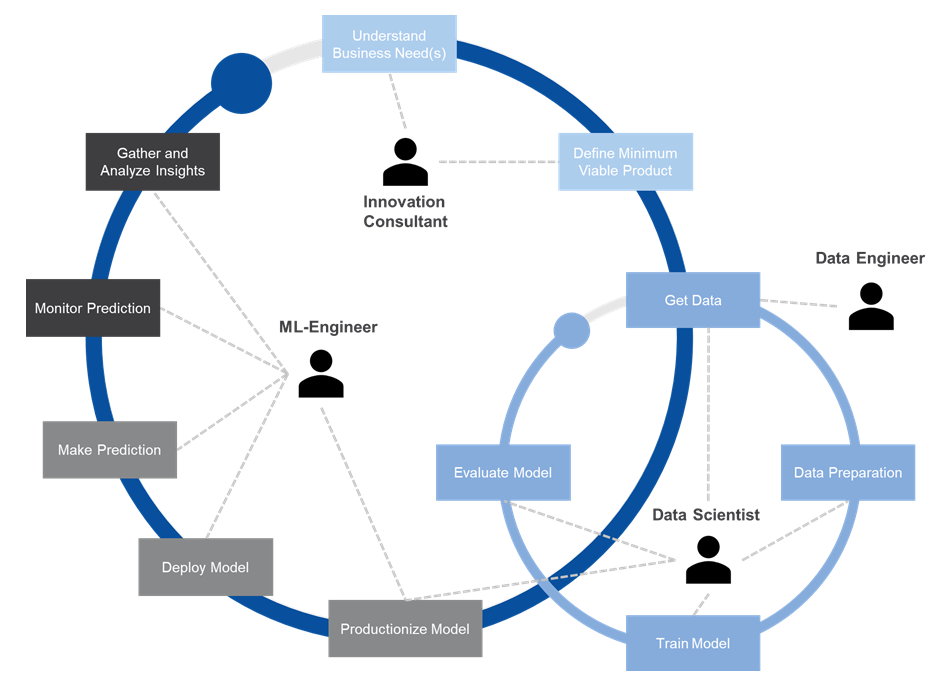 Understand
Business Need(s)
Gather and
Analyze Insights
Define Minimum
Viable Product
Innovation
Consultant
Data Engineer
Get Data
Monitor Prediction
ML-Engineer
Make Prediction
Evaluate Model
Data Preparation
Data Scientist
Deploy Model
Productionize Model
Train Model